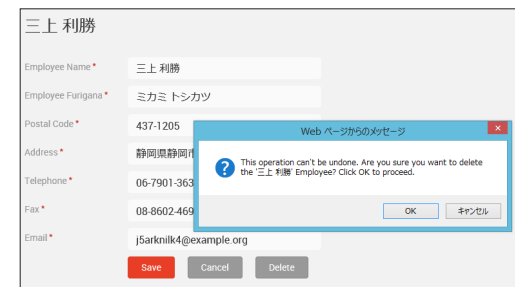 三上 利勝
Employee Name * 三上 利勝
Employee Furigana * ミカミ トシカツ
Postal Code * 437-1205
Address * 静岡県静岡市
Telephone * 06-7901-363
Fax * 08-8602-469
Email * j5arknilk4@example.org
Save Cancel Delete
Web ページからのメッセージ
This operation can't be undone. Are you sure you want to delete
the '三上 利勝' Employee? Click OK to proceed.
OK キャンセル